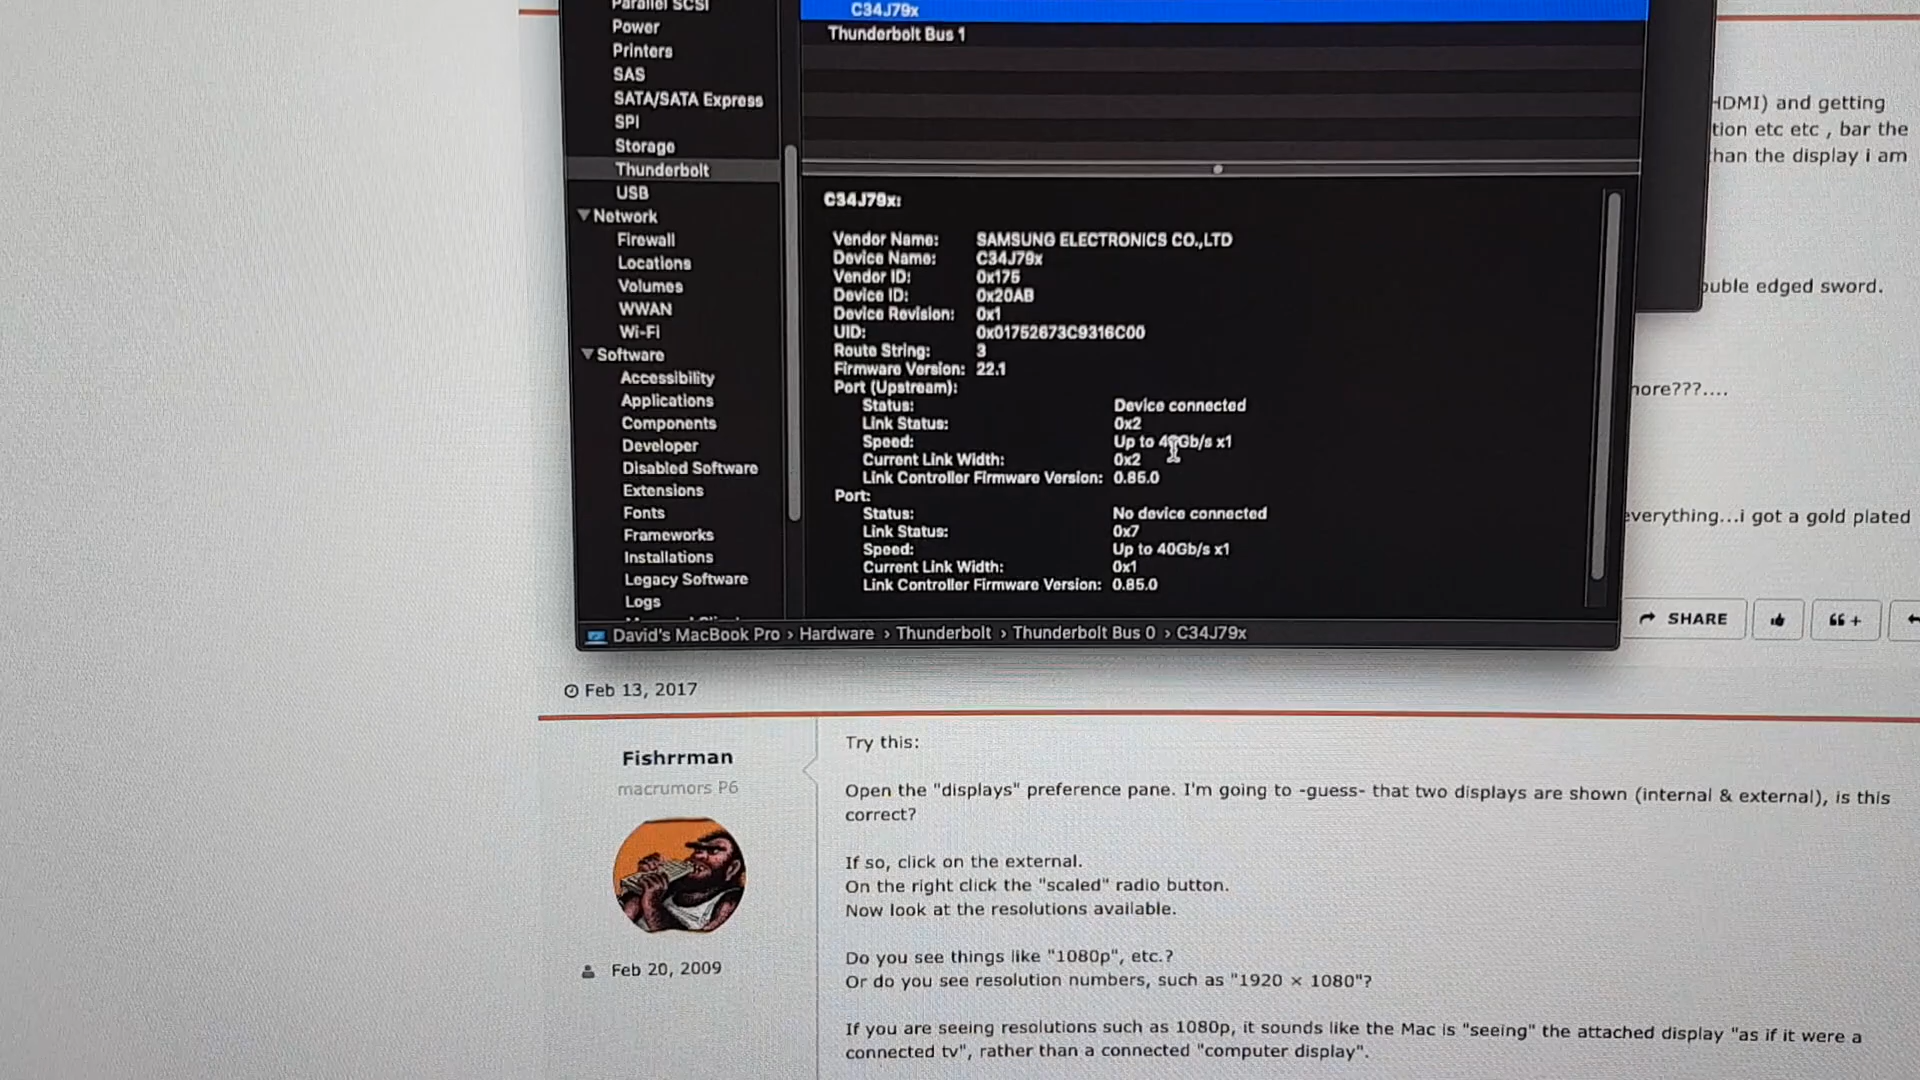 Parallel SCSI
Power
Printers
SAS
SATA/SATA Express
SPI
Storage
Thunderbolt
USB
Network
Firewall
Locations
Volumes
WWAN
Wi-Fi
Software
Accessibility
Applications
Components
Developer
Disabled Software
Extensions
Fonts
Frameworks
Installations
Legacy Software
Logs
C34J79x
Thunderbolt Bus 1
C34J79x:
Vendor Name: SAMSUNG ELECTRONICS CO.,LTD
Device Name: C34J79x
Vendor ID: 0x175
Device ID: 0x20AB
Device Revision: 0x1
UID: 0x01752673C9316C00
Route String: 3
Firmware Version: 22.1
Port (Upstream):
Status: Device connected
Link Status: 0x2
Speed: Up to 40Gb/s x1
Current Link Width: 0x2
Link Controller Firmware Version: 0.85.0
Port:
Status: No device connected
Link Status: 0x7
Speed: Up to 40Gb/s x1
Current Link Width: 0x1
Link Controller Firmware Version: 0.85.0
David's MacBook Pro › Hardware › Thunderbolt › Thunderbolt Bus 0 › C34J79x
HDMI) and getting
tion etc etc , bar the
han the display i am
ouble edged sword.
more???....
everything...i got a gold plated
SHARE
Feb 13, 2017
Fishrrman
macrumors P6
Feb 20, 2009
Try this:
Open the "displays" preference pane. I'm going to -guess- that two displays are shown (internal & external), is this
correct?
If so, click on the external.
On the right click the "scaled" radio button.
Now look at the resolutions available.
Do you see things like "1080p", etc.?
Or do you see resolution numbers, such as "1920 × 1080"?
If you are seeing resolutions such as 1080p, it sounds like the Mac is "seeing" the attached display "as if it were a
connected tv", rather than a connected "computer display".